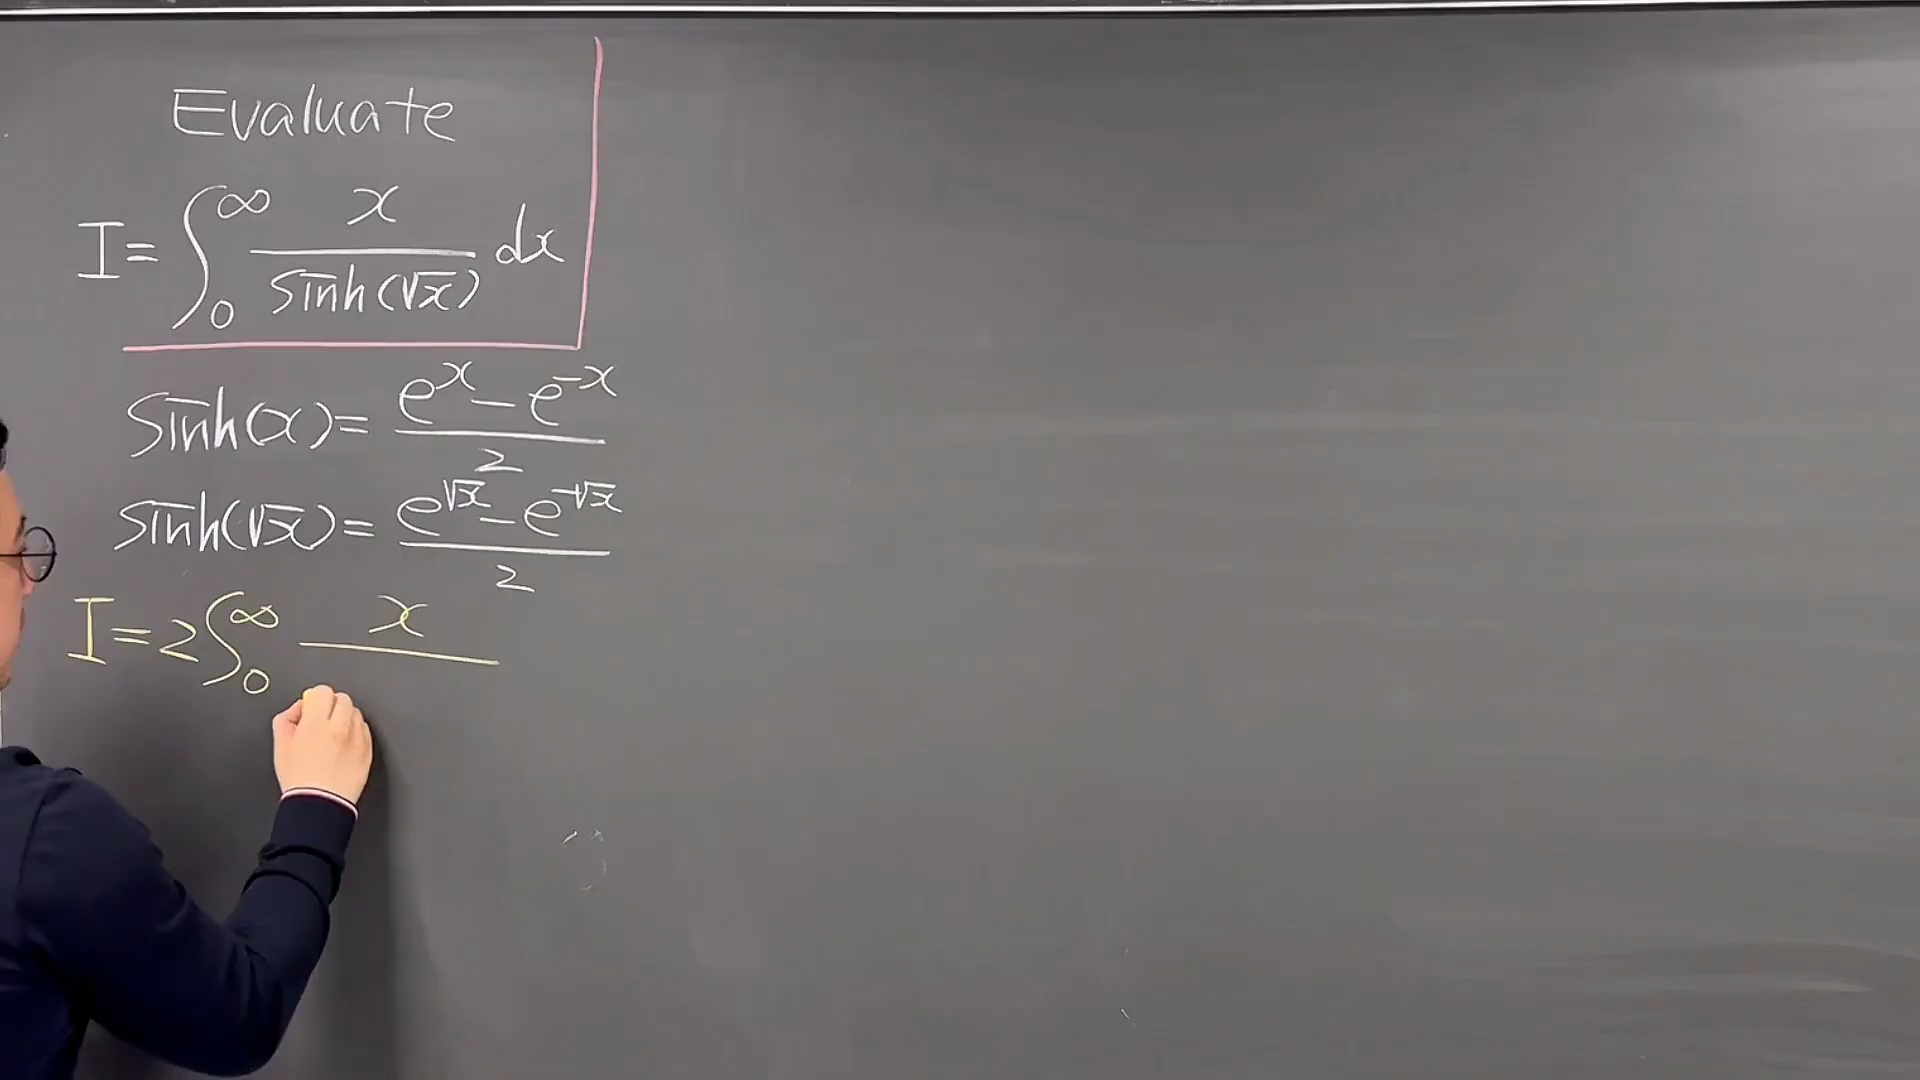 Evaluate
I = ∫₀^∞ x / sinh(√x) dx
sinh(x) = (e^x − e^−x) / 2
sinh(√x) = (e^√x − e^−√x) / 2
I = 2 ∫₀^∞ x /